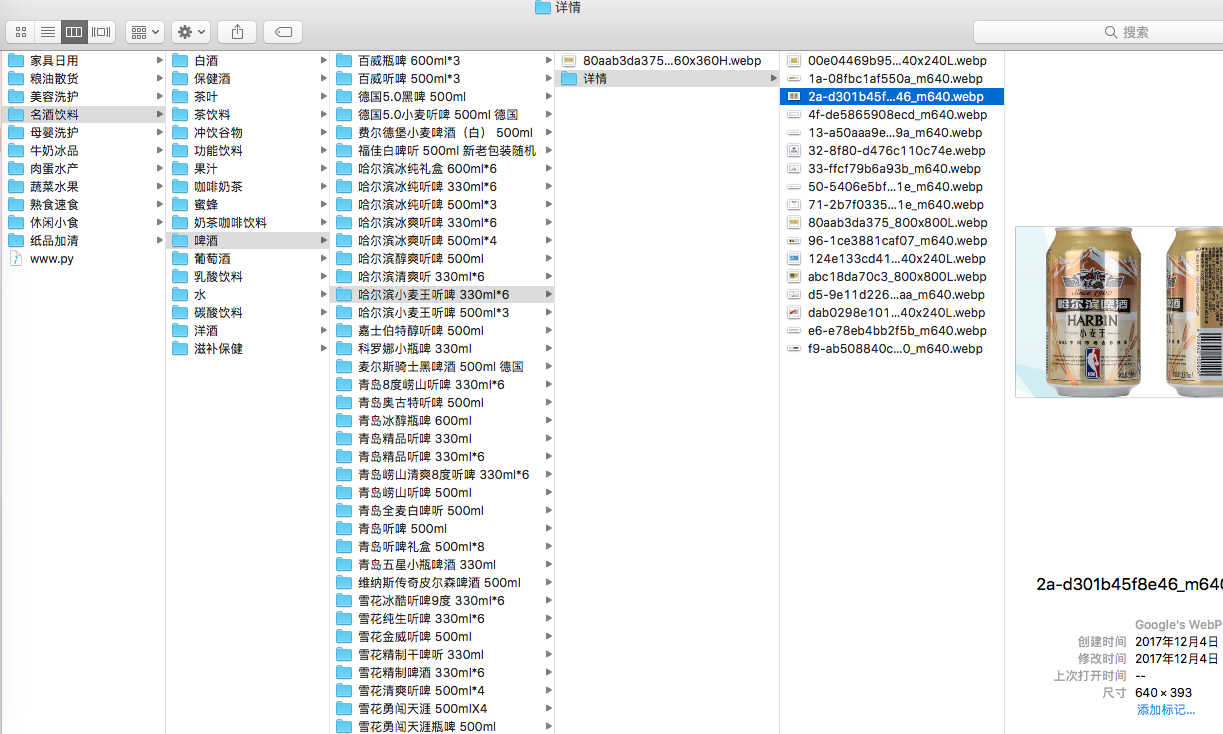 详情
搜索
家具日用
粮油散货
美容洗护
名酒饮料
母婴洗护
牛奶冰品
肉蛋水产
蔬菜水果
熟食速食
休闲小食
纸品加清
www.py
白酒
保健酒
茶叶
茶饮料
冲饮谷物
功能饮料
果汁
咖啡奶茶
蜜蜂
奶茶咖啡饮料
啤酒
葡萄酒
乳酸饮料
水
碳酸饮料
洋酒
滋补保健
百威瓶啤 600ml*3
百威听啤 500ml*3
德国5.0黑啤 500ml
德国5.0小麦听啤 500ml 德国
费尔德堡小麦啤酒（白） 500ml
福佳白啤听 500ml 新老包装随机
哈尔滨冰纯礼盒 600ml*6
哈尔滨冰纯听啤 330ml*6
哈尔滨冰纯听啤 500ml*3
哈尔滨冰爽听啤 330ml*6
哈尔滨冰爽听啤 500ml*4
哈尔滨醇爽听啤 500ml
哈尔滨清爽听 330ml*6
哈尔滨小麦王听啤 330ml*6
哈尔滨小麦王听啤 500ml*3
嘉士伯特醇听啤 500ml
科罗娜小瓶啤 330ml
麦尔斯骑士黑啤酒 500ml 德国
青岛8度崂山听啤 330ml*6
青岛奥古特听啤 500ml
青岛冰醇瓶啤 600ml
青岛精品听啤 330ml
青岛精品听啤 330ml*6
青岛崂山清爽8度听啤 330ml*6
青岛崂山听啤 500ml
青岛全麦白啤听 500ml
青岛听啤 500ml
青岛听啤礼盒 500ml*8
青岛五星小瓶啤酒 330ml
维纳斯传奇皮尔森啤酒 500ml
雪花冰酷听啤9度 330ml*6
雪花纯生听啤 330ml*6
雪花金威听啤 500ml
雪花精制干啤听 330ml
雪花精制啤酒 330ml*6
雪花清爽听啤 500ml*4
雪花勇闯天涯 500mlX4
雪花勇闯天涯瓶啤 500ml
80aab3da375...60x360H.webp
详情
00e04469b95...40x240L.webp
1a-08fbc1af550a_m640.webp
2a-d301b45f...46_m640.webp
4f-de5865908ecd_m640.webp
13-a50aaa9e...9a_m640.webp
32-8f80-d476c110c74e.webp
33-ffcf79b6a93b_m640.webp
50-5406e5bf...1e_m640.webp
71-2b7f0335...1e_m640.webp
80aab3da375_800x800L.webp
96-1ce3881caf07_m640.webp
124e133cd41...40x240L.webp
abc18da70c3_800x800L.webp
d5-9e11d226...aa_m640.webp
dab0298e101...40x240L.webp
e6-e78eb4bb2f5b_m640.webp
f9-ab508840c...0_m640.webp
Since 1900
哈尔滨啤酒
HARBIN
小麦王
NBA
啤酒
2a-d301b45f8e46_m640
Google's WebP
创建时间 2017年12月4日
修改时间 2017年12月4日
上次打开时间 --
尺寸 640 × 393
添加标记...